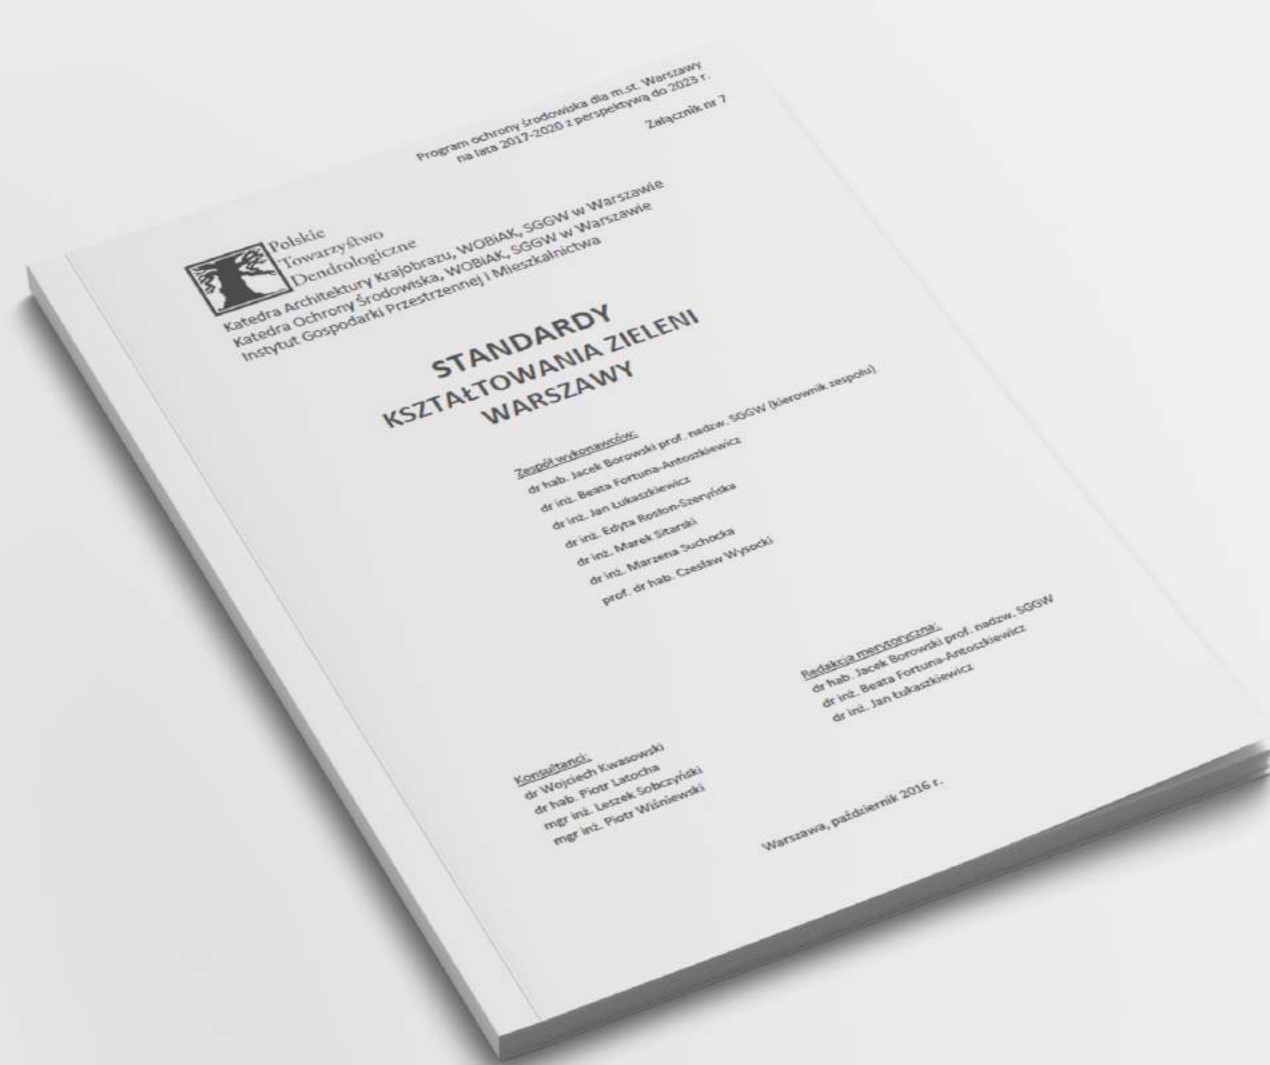 Program ochrony środowiska dla m.st. Warszawy
na lata 2017-2020 z perspektywą do 2023 r.
Załącznik nr 7
Polskie
Towarzystwo
Dendrologiczne
Katedra Architektury Krajobrazu, WOBiAK, SGGW w Warszawie
Katedra Ochrony Środowiska, WOBiAK, SGGW w Warszawie
Instytut Gospodarki Przestrzennej i Mieszkalnictwa
STANDARDY
KSZTAŁTOWANIA ZIELENI
WARSZAWY
Zespół wykonawców:
dr hab. Jacek Borowski prof. nadzw. SGGW (kierownik zespołu)
dr inż. Beata Fortuna-Antoszkiewicz
dr inż. Jan Łukaszkiewicz
dr inż. Edyta Rosłon-Szeryńska
dr inż. Marek Sitarski
dr inż. Marzena Suchocka
prof. dr hab. Czesław Wysocki
Redakcja merytoryczna:
dr hab. Jacek Borowski prof. nadzw. SGGW
dr inż. Beata Fortuna-Antoszkiewicz
dr inż. Jan Łukaszkiewicz
Konsultanci:
dr Wojciech Kwasowski
dr hab. Piotr Latocha
mgr inż. Leszek Sobczyński
mgr inż. Piotr Wiśniewski
Warszawa, październik 2016 r.